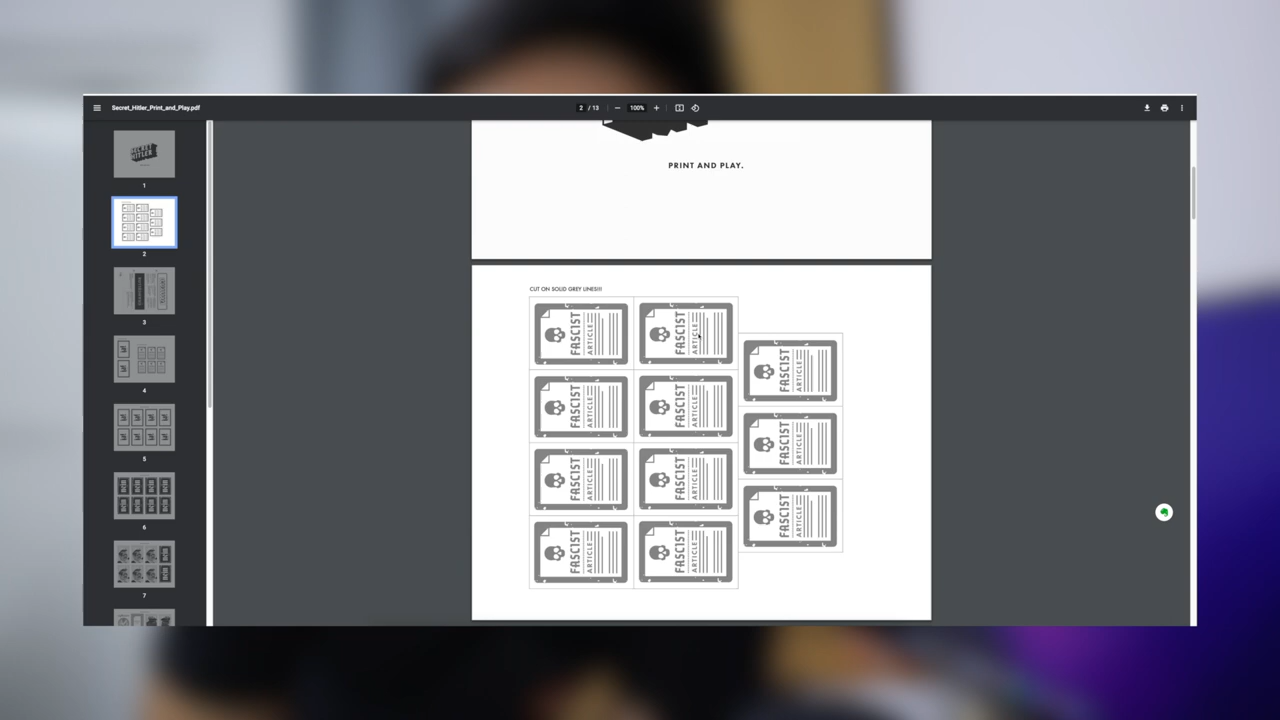 Secret_Hitler_Print_and_Play.pdf
2 / 13
100%
SECRET
HITLER
1
2
3
4
5
6
7
PRINT AND PLAY.
CUT ON SOLID GREY LINES!!!
FASCIST
ARTICLE
FASCIST
ARTICLE
FASCIST
ARTICLE
FASCIST
ARTICLE
FASCIST
ARTICLE
FASCIST
ARTICLE
FASCIST
ARTICLE
FASCIST
ARTICLE
FASCIST
ARTICLE
FASCIST
ARTICLE
FASCIST
ARTICLE